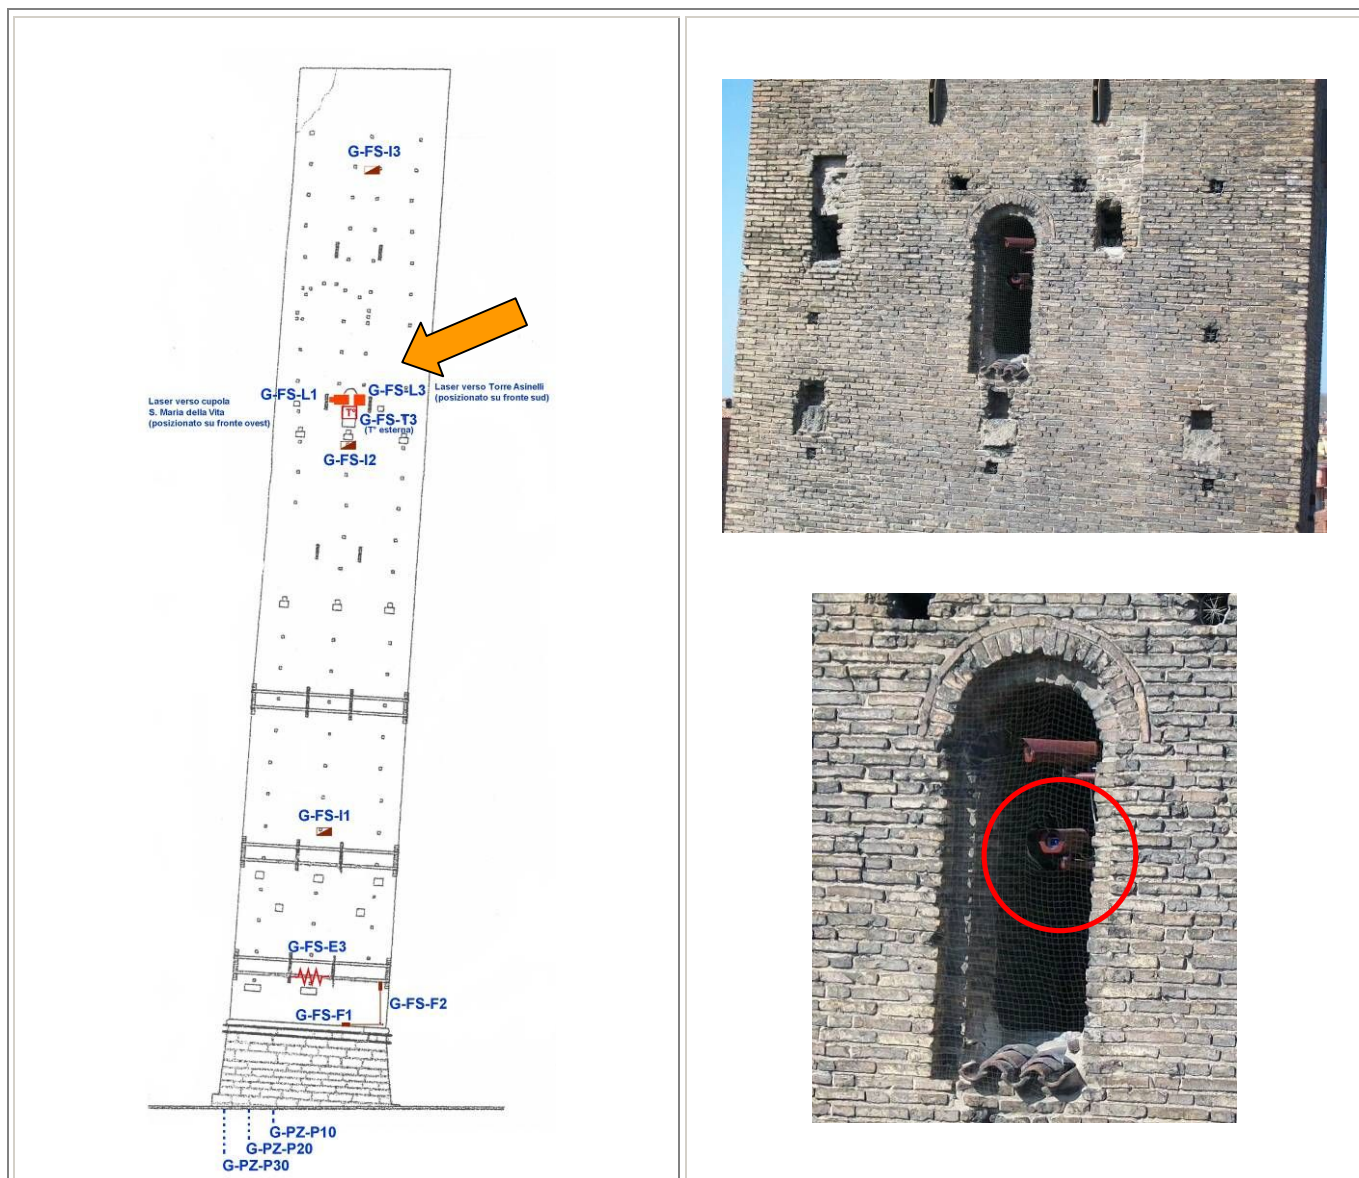 G-FS-I3
G-FS-L1
G-FS-L3
Laser verso Torre Asinelli
(posizionato su fronte sud)
Laser verso cupola
S. Maria della Vita
(posizionato su fronte ovest)
T°
G-FS-T3
(T° esterna)
G-FS-I2
G-FS-I1
G-FS-E3
G-FS-F2
G-FS-F1
G-PZ-P10
G-PZ-P20
G-PZ-P30